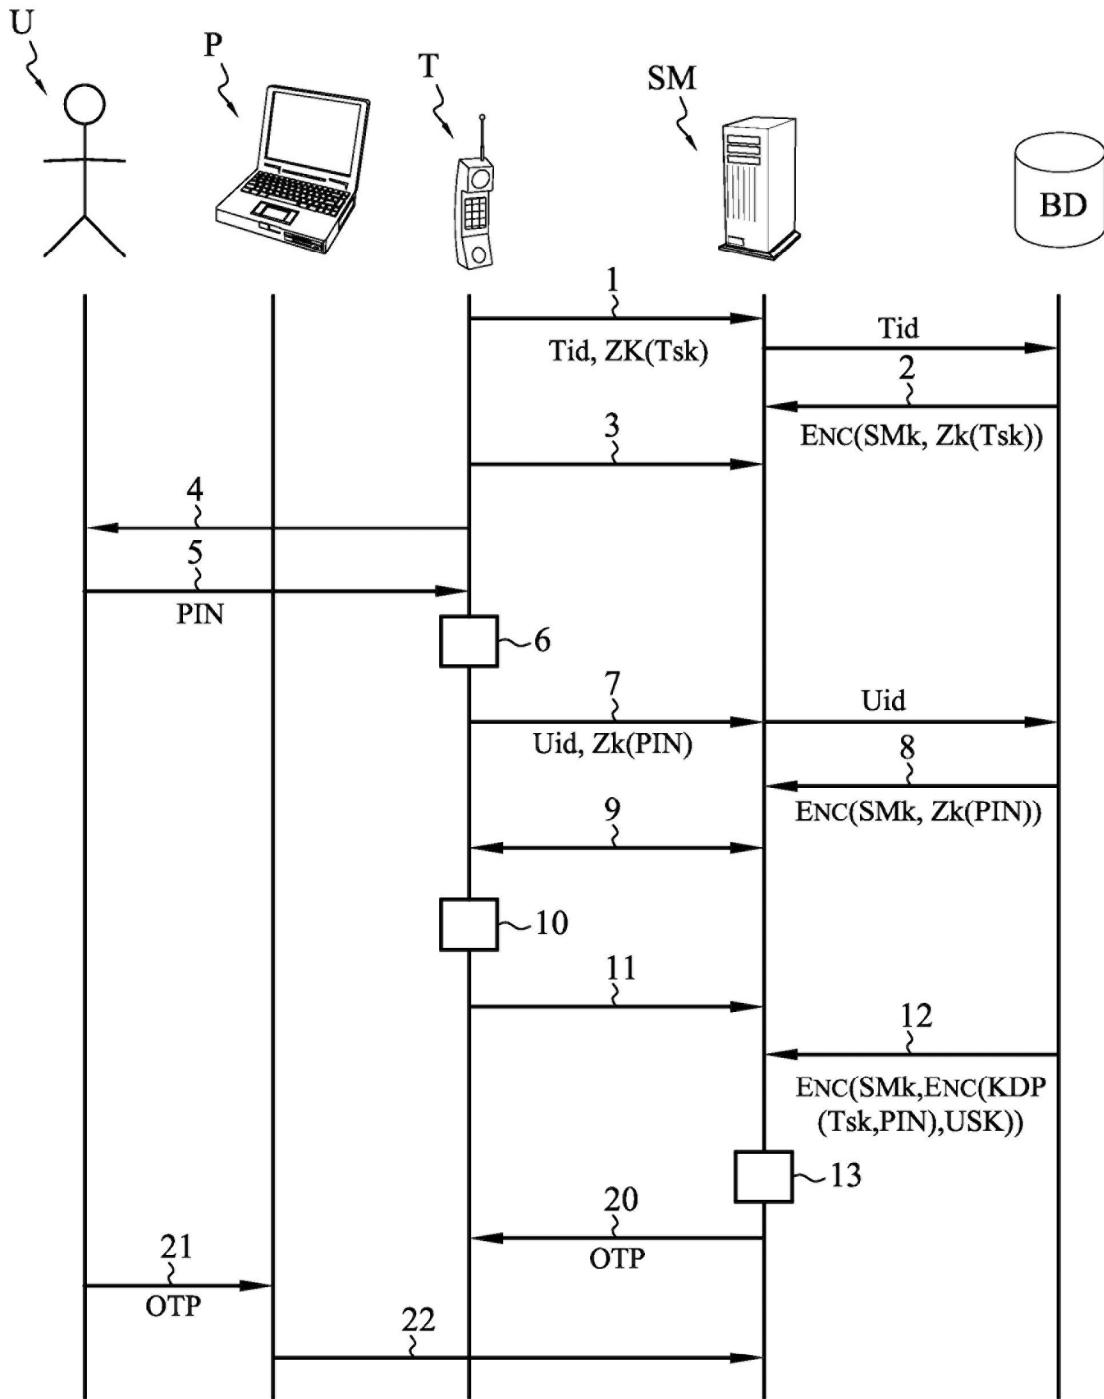 U
P
T
SM
BD
1
Tid, ZK(Tsk)
Tid
2
ENC(SMk, Zk(Tsk))
3
4
5
PIN
6
7
Uid, Zk(PIN)
Uid
8
ENC(SMk, Zk(PIN))
9
10
11
12
ENC(SMk,ENC(KDP
(Tsk,PIN),USK))
13
20
OTP
21
OTP
22